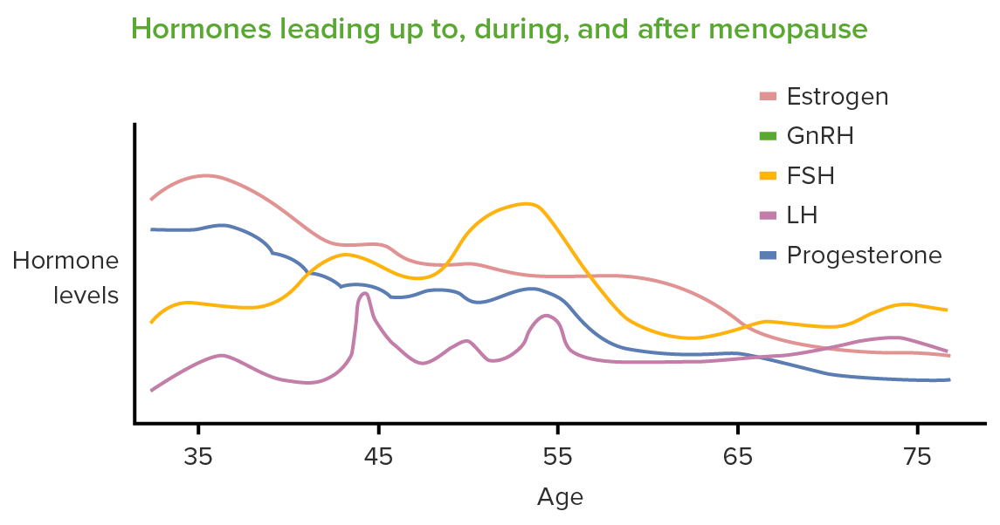 Hormones leading up to, during, and after menopause
Estrogen
GnRH
FSH
LH
Progesterone
Hormone
levels
35 45 55 65 75
Age